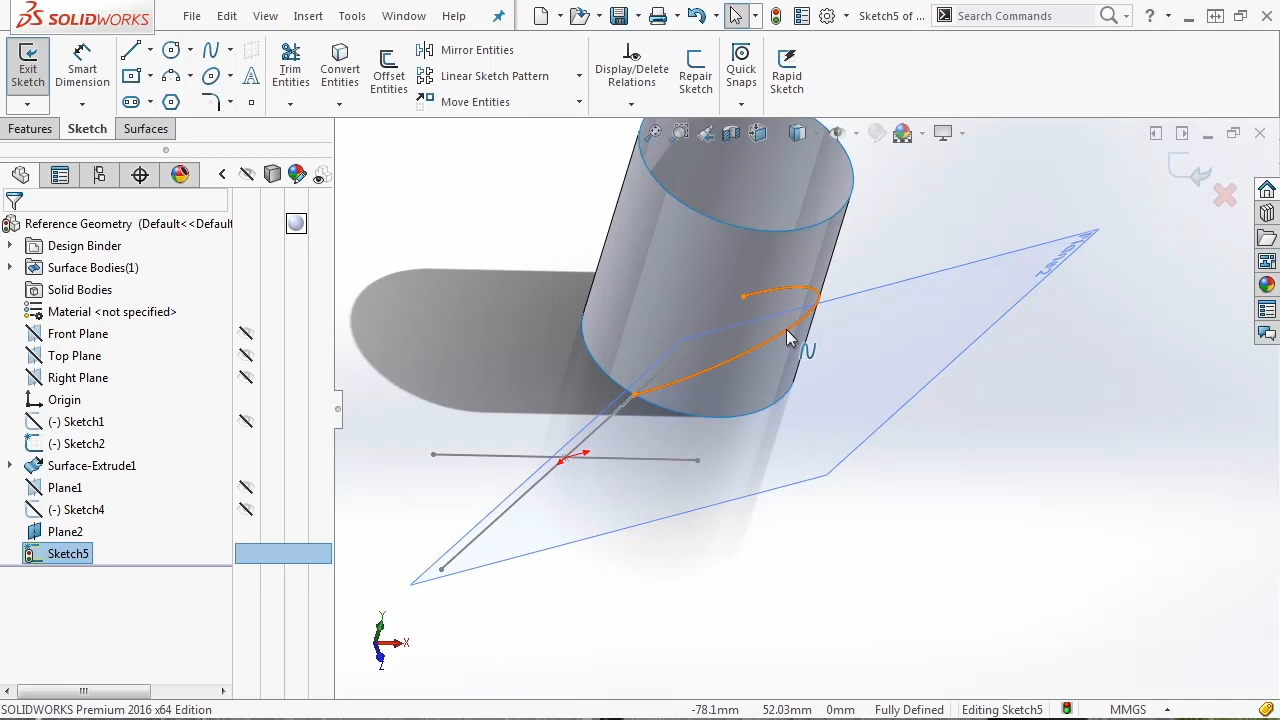 SOLIDWORKS File Edit View Insert Tools Window Help Sketch5 of ... Search Commands ?
Exit Sketch
Smart Dimension
Trim Entities
Convert Entities
Offset Entities
Mirror Entities
Linear Sketch Pattern
Move Entities
Display/Delete Relations
Repair Sketch
Quick Snaps
Rapid Sketch
Features Sketch Surfaces
Reference Geometry (Default<<Default
Design Binder
Surface Bodies(1)
Solid Bodies
Material <not specified>
Front Plane
Top Plane
Right Plane
Origin
(-) Sketch1
(-) Sketch2
Surface-Extrude1
Plane1
(-) Sketch4
Plane2
Sketch5
Plane2
Y
X
Z
SOLIDWORKS Premium 2016 x64 Edition -78.1mm 52.03mm 0mm Fully Defined Editing Sketch5 MMGS